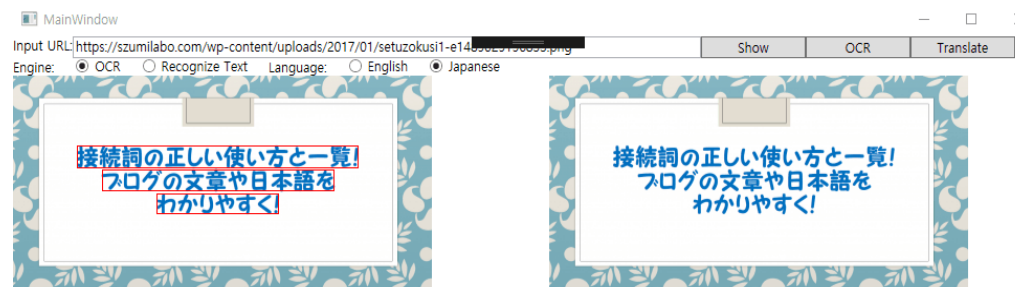 MainWindow
Input URL: https://szumilabo.com/wp-content/uploads/2017/01/setuzokusi1-e14 .png Show OCR Translate
Engine: OCR Recognize Text Language: English Japanese
接続詞の正しい使い方と一覧!
ブログの文章や日本語を
わかりやすく!
接続詞の正しい使い方と一覧!
ブログの文章や日本語を
わかりやすく!